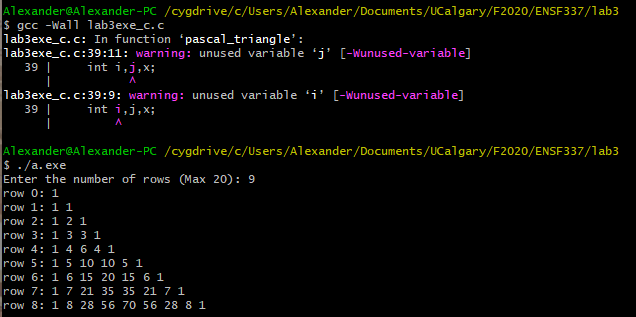 Alexander@Alexander-PC /cygdrive/c/Users/Alexander/Documents/UCalgary/F2020/ENSF337/lab3
$ gcc -Wall lab3exe_c.c
lab3exe_c.c: In function ‘pascal_triangle’:
lab3exe_c.c:39:11: warning: unused variable ‘j’ [-Wunused-variable]
   39 |     int i,j,x;
      |           ^
lab3exe_c.c:39:9: warning: unused variable ‘i’ [-Wunused-variable]
   39 |     int i,j,x;
      |         ^
Alexander@Alexander-PC /cygdrive/c/Users/Alexander/Documents/UCalgary/F2020/ENSF337/lab3
$ ./a.exe
Enter the number of rows (Max 20): 9
row 0: 1
row 1: 1 1
row 2: 1 2 1
row 3: 1 3 3 1
row 4: 1 4 6 4 1
row 5: 1 5 10 10 5 1
row 6: 1 6 15 20 15 6 1
row 7: 1 7 21 35 35 21 7 1
row 8: 1 8 28 56 70 56 28 8 1